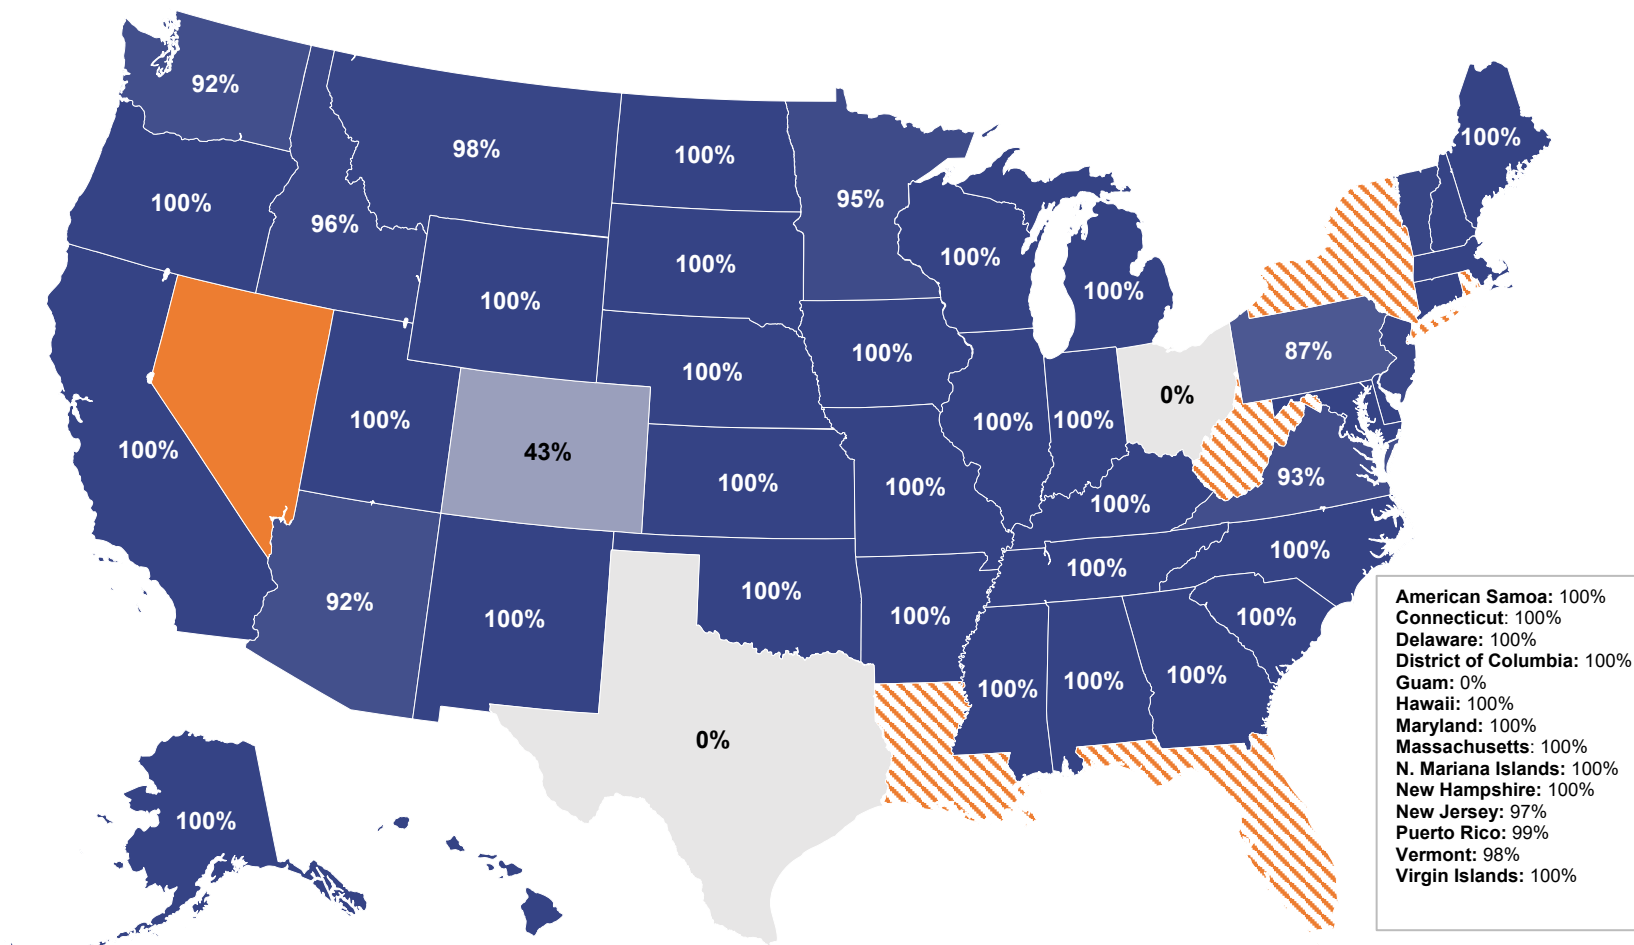 92%
98%
100%
95%
100%
100%
96%
100%
100%
100%
100%
100%
100%
100%
87%
0%
100%
43%
100%
100%
100%
100%
100%
100%
93%
100%
100%
92%
100%
100%
100%
100%
100%
100%
100%
100%
0%
100%
American Samoa: 100%
Connecticut: 100%
Delaware: 100%
District of Columbia: 100%
Guam: 0%
Hawaii: 100%
Maryland: 100%
Massachusetts: 100%
N. Mariana Islands: 100%
New Hampshire: 100%
New Jersey: 97%
Puerto Rico: 99%
Vermont: 98%
Virgin Islands: 100%